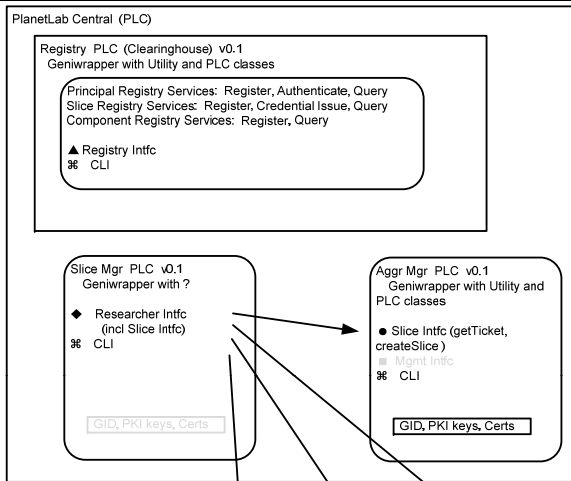 PlanetLab Central (PLC)
Registry PLC (Clearinghouse) v0.1
Geniwrapper with Utility and PLC classes
Principal Registry Services: Register, Authenticate, Query
Slice Registry Services: Register, Credential Issue, Query
Component Registry Services: Register, Query
▲ Registry Intfc
⌘ CLI
Slice Mgr PLC v0.1
Geniwrapper with ?
◆ Researcher Intfc
(incl Slice Intfc)
⌘ CLI
GID, PKI keys, Certs
Aggr Mgr PLC v0.1
Geniwrapper with Utility and
PLC classes
● Slice Intfc (getTicket,
createSlice )
■ Mgmt Intfc
⌘ CLI
GID, PKI keys, Certs